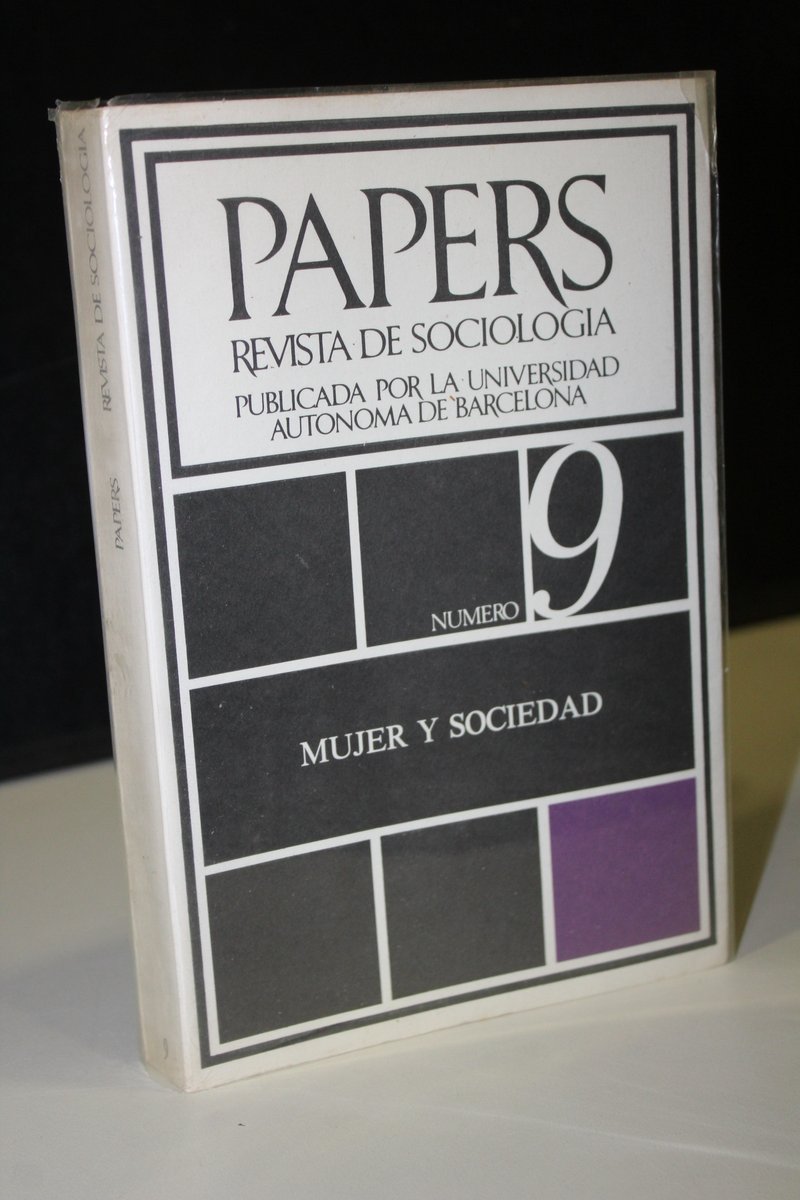 PAPERS
REVISTA DE SOCIOLOGIA
PUBLICADA POR LA UNIVERSIDAD
AUTONOMA DE BARCELONA
NUMERO 9
MUJER Y SOCIEDAD
PAPERS REVISTA DE SOCIOLOGIA
9